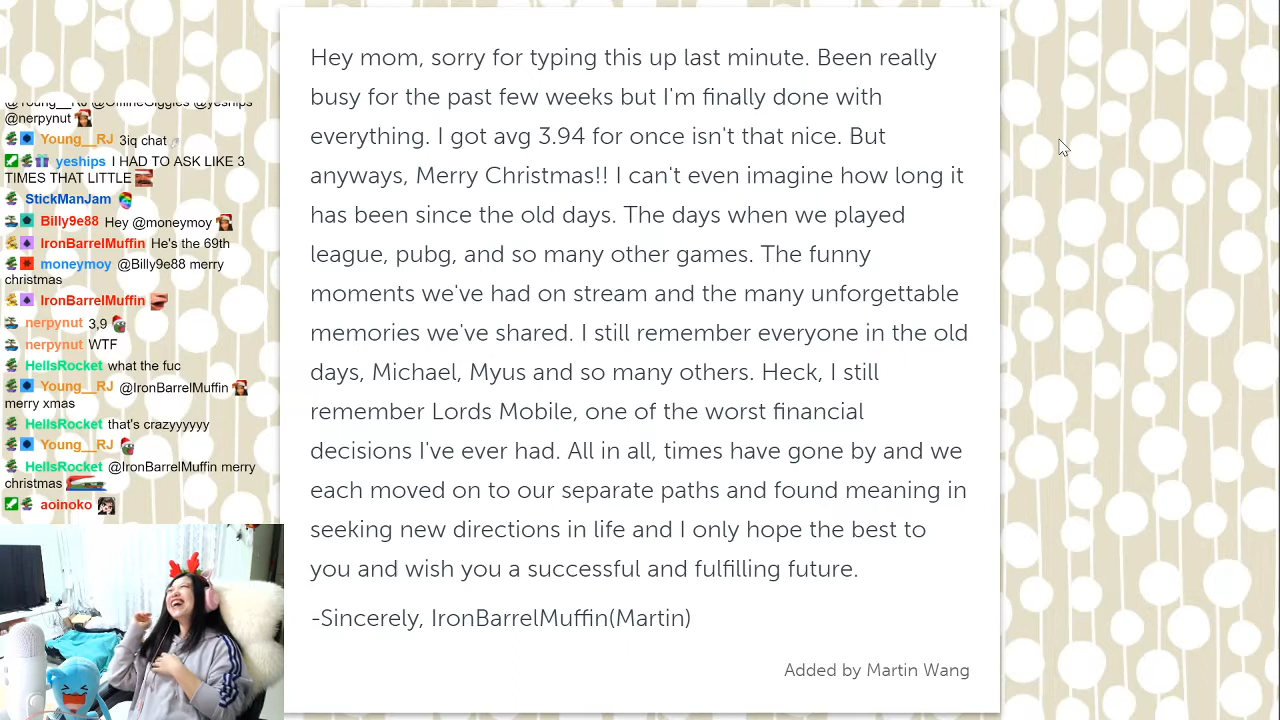 @Young__RJ @OfflineGiggles @yeships
@nerpynut
Young__RJ 3iq chat
yeships I HAD TO ASK LIKE 3
TIMES THAT LITTLE
StickManJam
Billy9e88 Hey @moneymoy
IronBarrelMuffin He's the 69th
moneymoy @Billy9e88 merry
christmas
IronBarrelMuffin
nerpynut 3,9
nerpynut WTF
HellsRocket what the fuc
Young__RJ @IronBarrelMuffin
merry xmas
HellsRocket that's crazyyyyyy
Young__RJ
HellsRocket @IronBarrelMuffin merry
christmas
aoinoko
Hey mom, sorry for typing this up last minute. Been really
busy for the past few weeks but I'm finally done with
everything. I got avg 3.94 for once isn't that nice. But
anyways, Merry Christmas!! I can't even imagine how long it
has been since the old days. The days when we played
league, pubg, and so many other games. The funny
moments we've had on stream and the many unforgettable
memories we've shared. I still remember everyone in the old
days, Michael, Myus and so many others. Heck, I still
remember Lords Mobile, one of the worst financial
decisions I've ever had. All in all, times have gone by and we
each moved on to our separate paths and found meaning in
seeking new directions in life and I only hope the best to
you and wish you a successful and fulfilling future.
-Sincerely, IronBarrelMuffin(Martin)
Added by Martin Wang